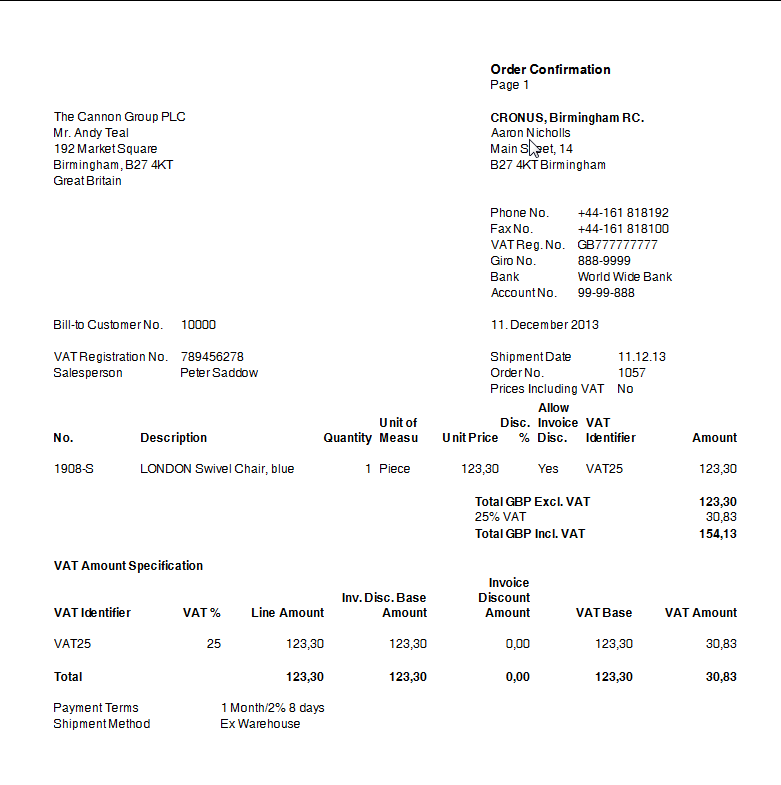 Order Confirmation
Page 1
The Cannon Group PLC
Mr. Andy Teal
192 Market Square
Birmingham, B27 4KT
Great Britain
CRONUS, Birmingham RC.
Aaron Nicholls
Main Street, 14
B27 4KT Birmingham
Phone No. +44-161 818192
Fax No. +44-161 818100
VAT Reg. No. GB777777777
Giro No. 888-9999
Bank World Wide Bank
Account No. 99-99-888
Bill-to Customer No. 10000
11. December 2013
VAT Registration No. 789456278
Salesperson Peter Saddow
Shipment Date 11.12.13
Order No. 1057
Prices Including VAT No
Allow
Unit of Disc. Invoice VAT
No. Description Quantity Measu Unit Price % Disc. Identifier Amount
1908-S LONDON Swivel Chair, blue 1 Piece 123,30 Yes VAT25 123,30
Total GBP Excl. VAT 123,30
25% VAT 30,83
Total GBP Incl. VAT 154,13
VAT Amount Specification
Invoice
Inv. Disc. Base Discount
VAT Identifier VAT % Line Amount Amount Amount VAT Base VAT Amount
VAT25 25 123,30 123,30 0,00 123,30 30,83
Total 123,30 123,30 0,00 123,30 30,83
Payment Terms 1 Month/2% 8 days
Shipment Method Ex Warehouse